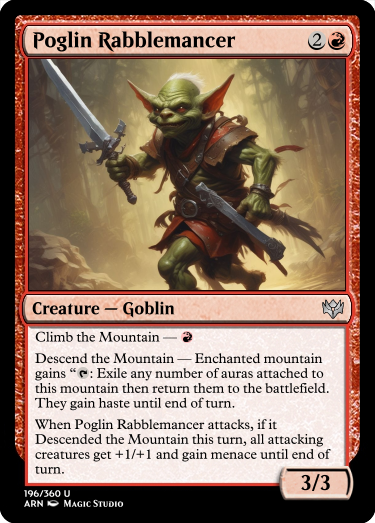 Poglin Rabblemancer 2
Creature — Goblin
Climb the Mountain —
Descend the Mountain — Enchanted mountain
gains “: Exile any number of auras attached to
this mountain then return them to the battlefield.
They gain haste until end of turn.
When Poglin Rabblemancer attacks, if it
Descended the Mountain this turn, all attacking
creatures get +1/+1 and gain menace until end of
turn.
3/3
196/360 U
ARN Magic Studio